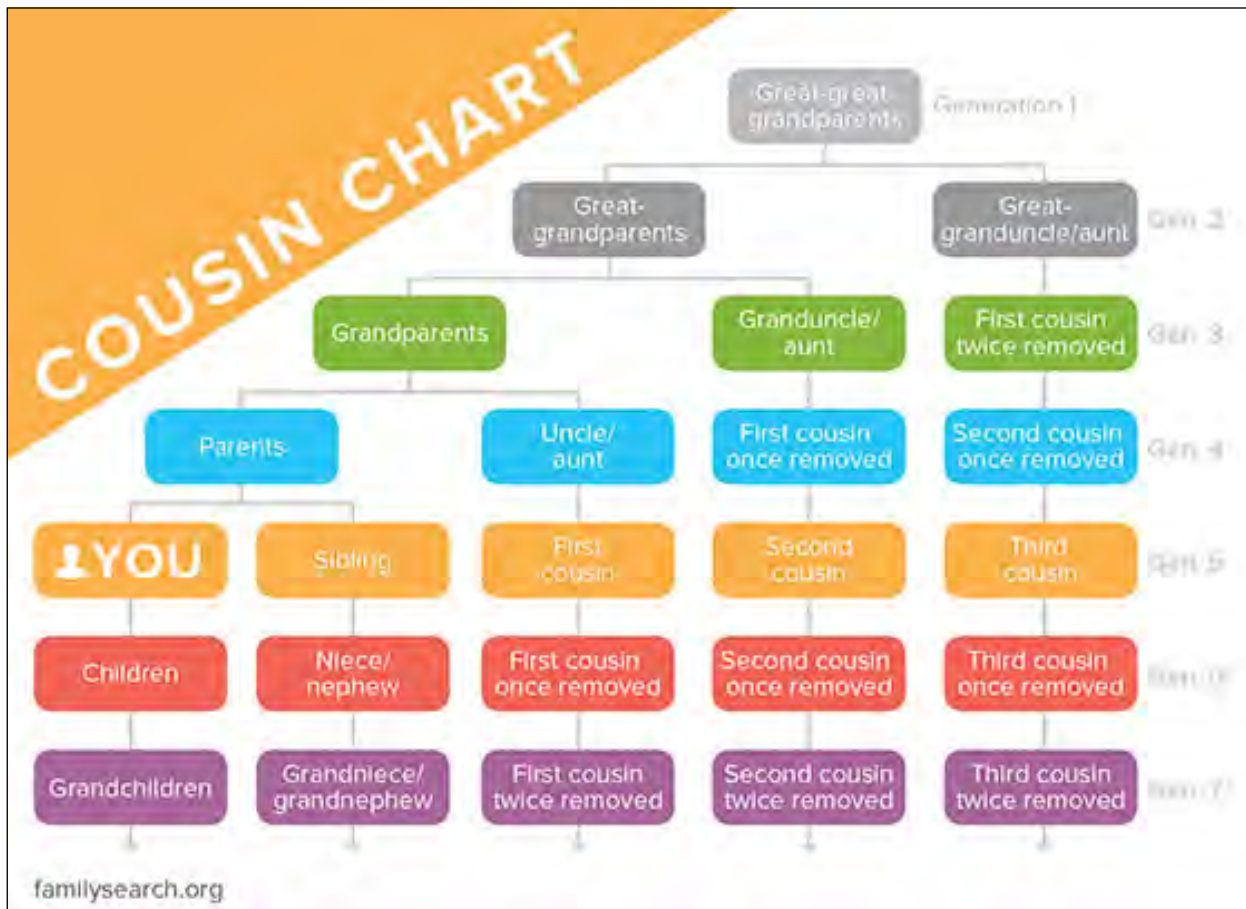 COUSIN CHART
Great-great-
grandparents
Generation 1
Great-
grandparents
Great-
granduncle/aunt
Gen. 2
Grandparents
Granduncle/
aunt
First cousin
twice removed
Gen. 3
Parents
Uncle/
aunt
First cousin
once removed
Second cousin
once removed
Gen. 4
YOU
Sibling
First
cousin
Second
cousin
Third
cousin
Gen. 5
Children
Niece/
nephew
First cousin
once removed
Second cousin
once removed
Third cousin
once removed
Gen. 6
Grandchildren
Grandniece/
grandnephew
First cousin
twice removed
Second cousin
twice removed
Third cousin
twice removed
Gen. 7
familysearch.org